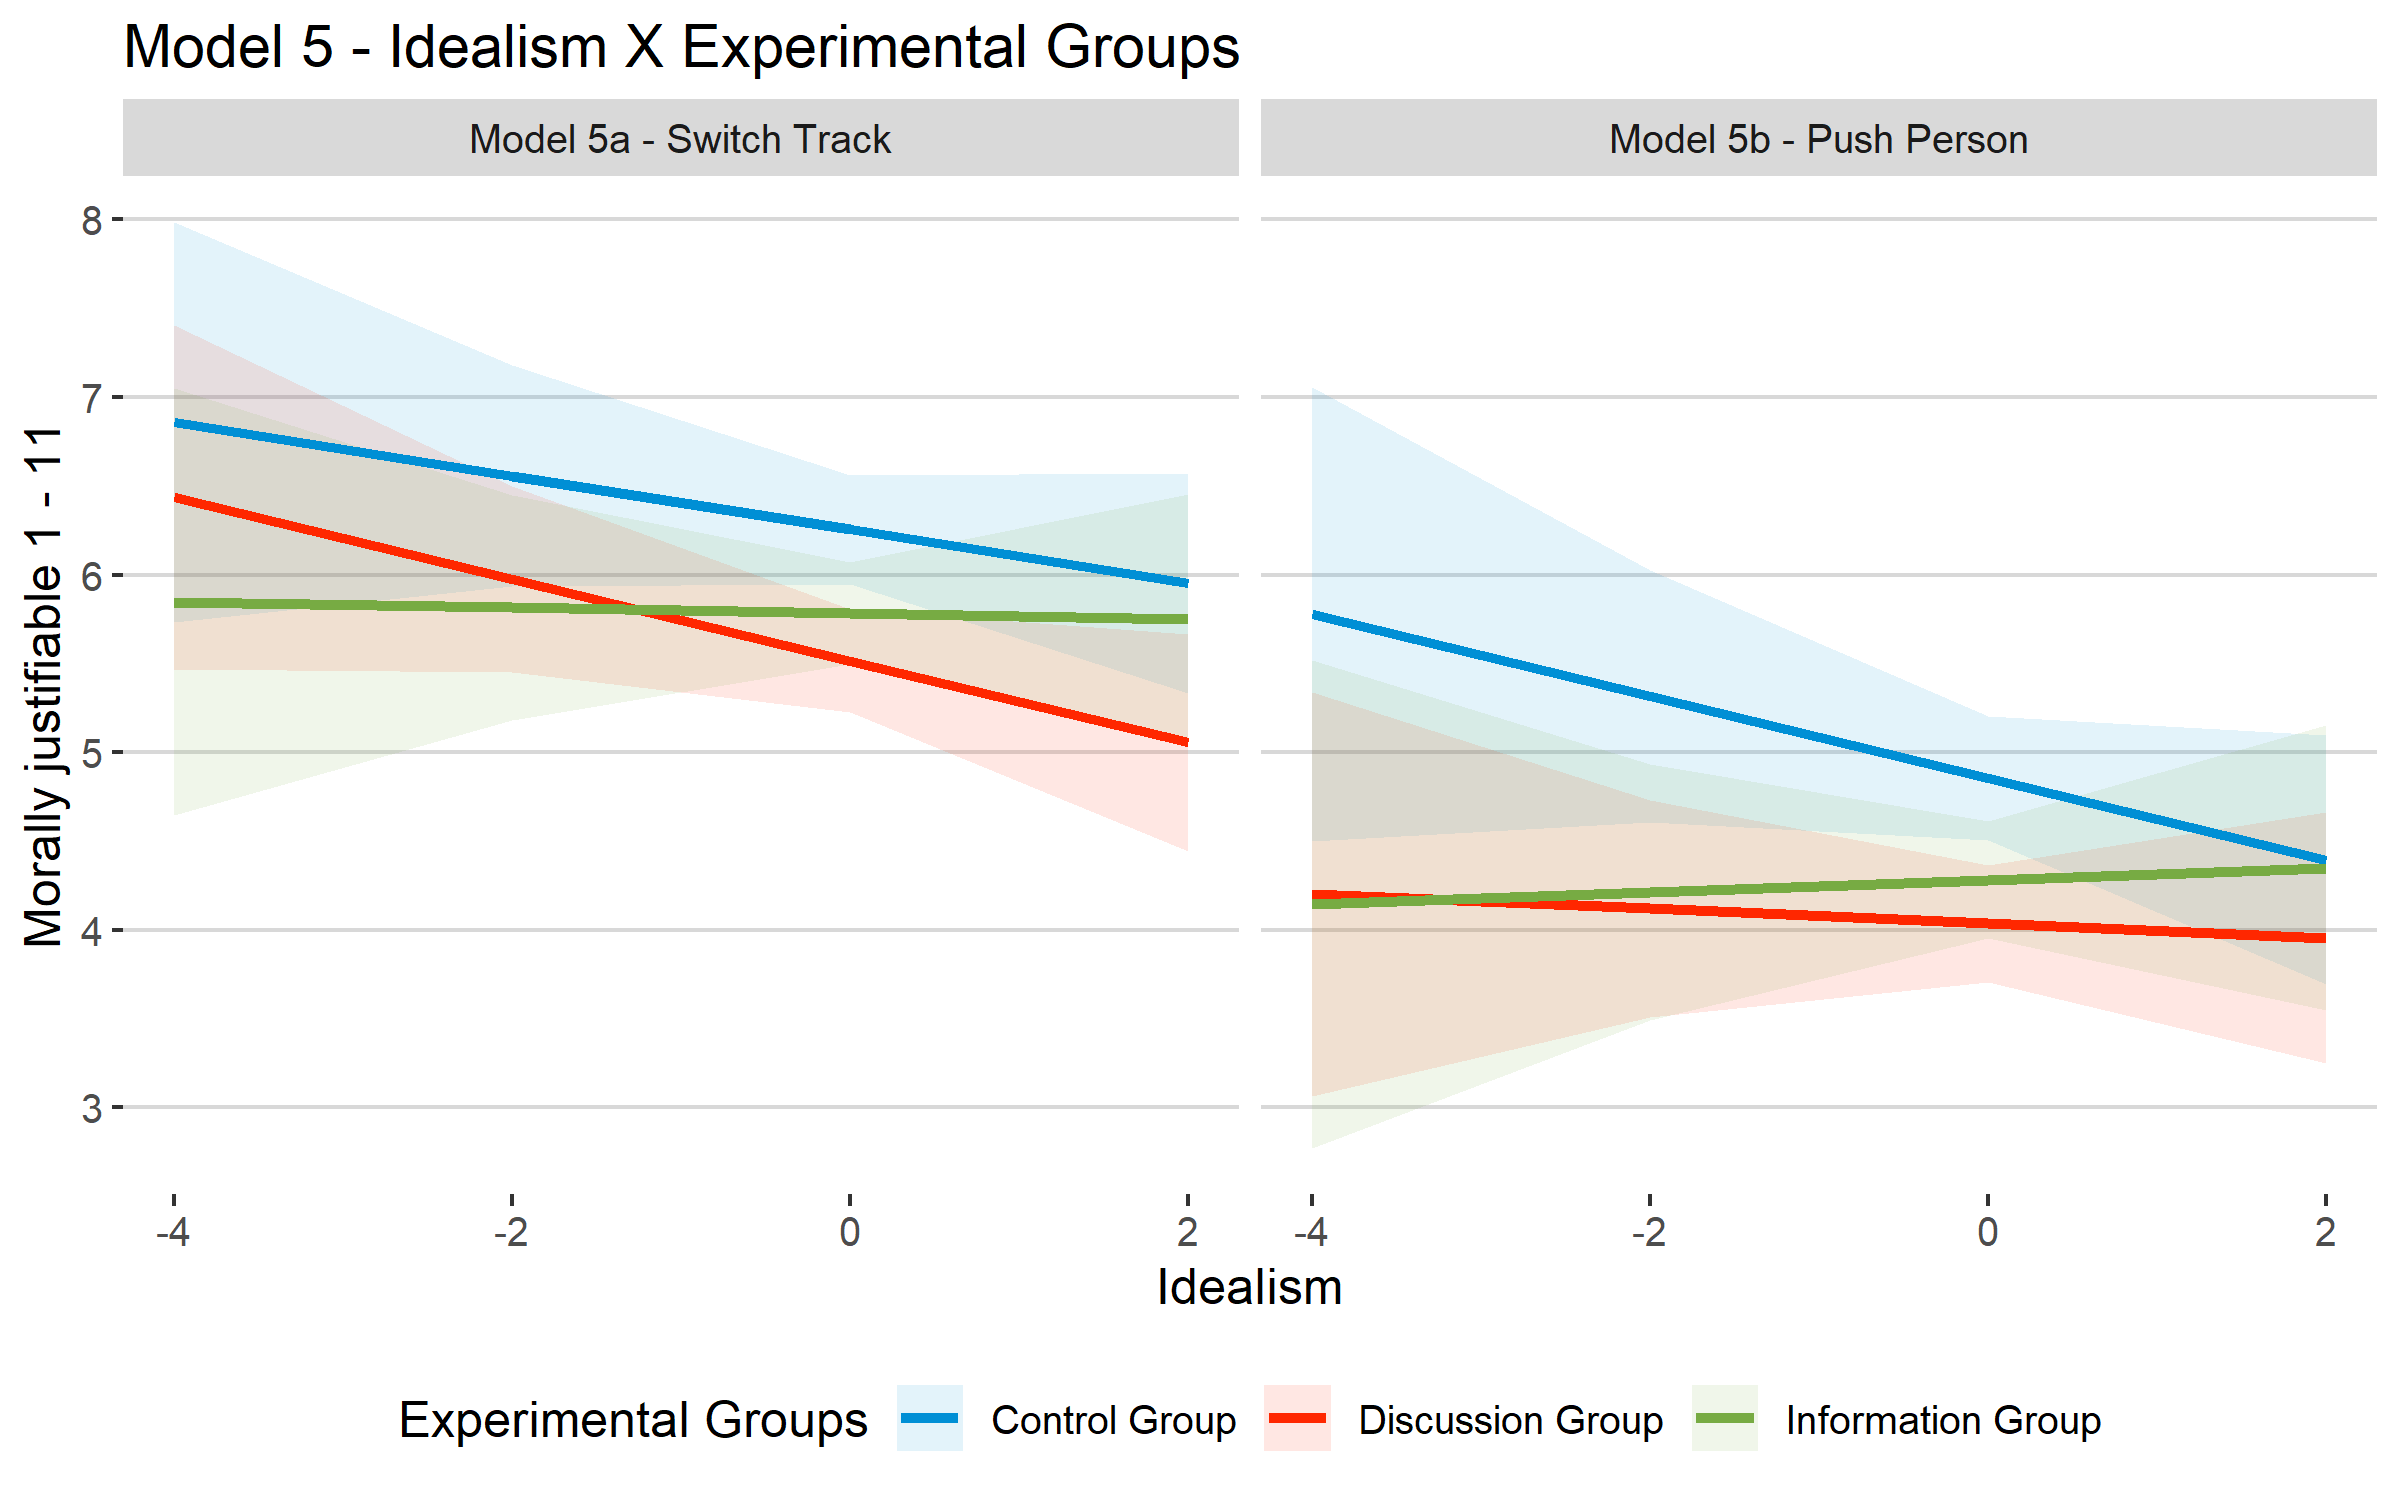 Model 5 - Idealism X Experimental Groups
Model 5a - Switch Track
Model 5b - Push Person
Morally justifiable 1 - 11
8
7
6
5
4
3
-4
-2
0
2
-4
-2
0
2
Idealism
Experimental Groups
Control Group
Discussion Group
Information Group